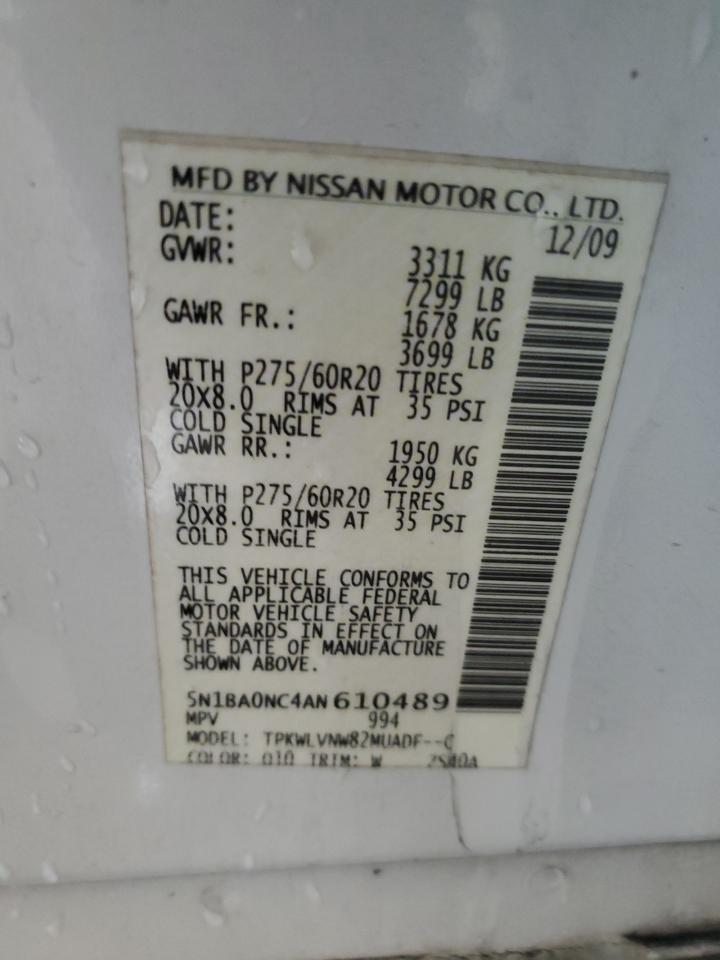 MFD BY NISSAN MOTOR CO., LTD.
DATE: 12/09
GVWR: 3311 KG
7299 LB
GAWR FR.: 1678 KG
3699 LB
WITH P275/60R20 TIRES
20X8.0 RIMS AT 35 PSI
COLD SINGLE
GAWR RR.: 1950 KG
4299 LB
WITH P275/60R20 TIRES
20X8.0 RIMS AT 35 PSI
COLD SINGLE
THIS VEHICLE CONFORMS TO
ALL APPLICABLE FEDERAL
MOTOR VEHICLE SAFETY
STANDARDS IN EFFECT ON
THE DATE OF MANUFACTURE
SHOWN ABOVE.
5N1BA0NC4AN610489
MPV 994
MODEL: TPKWLVNW82MUADF--C
COLOR: TRIM: W